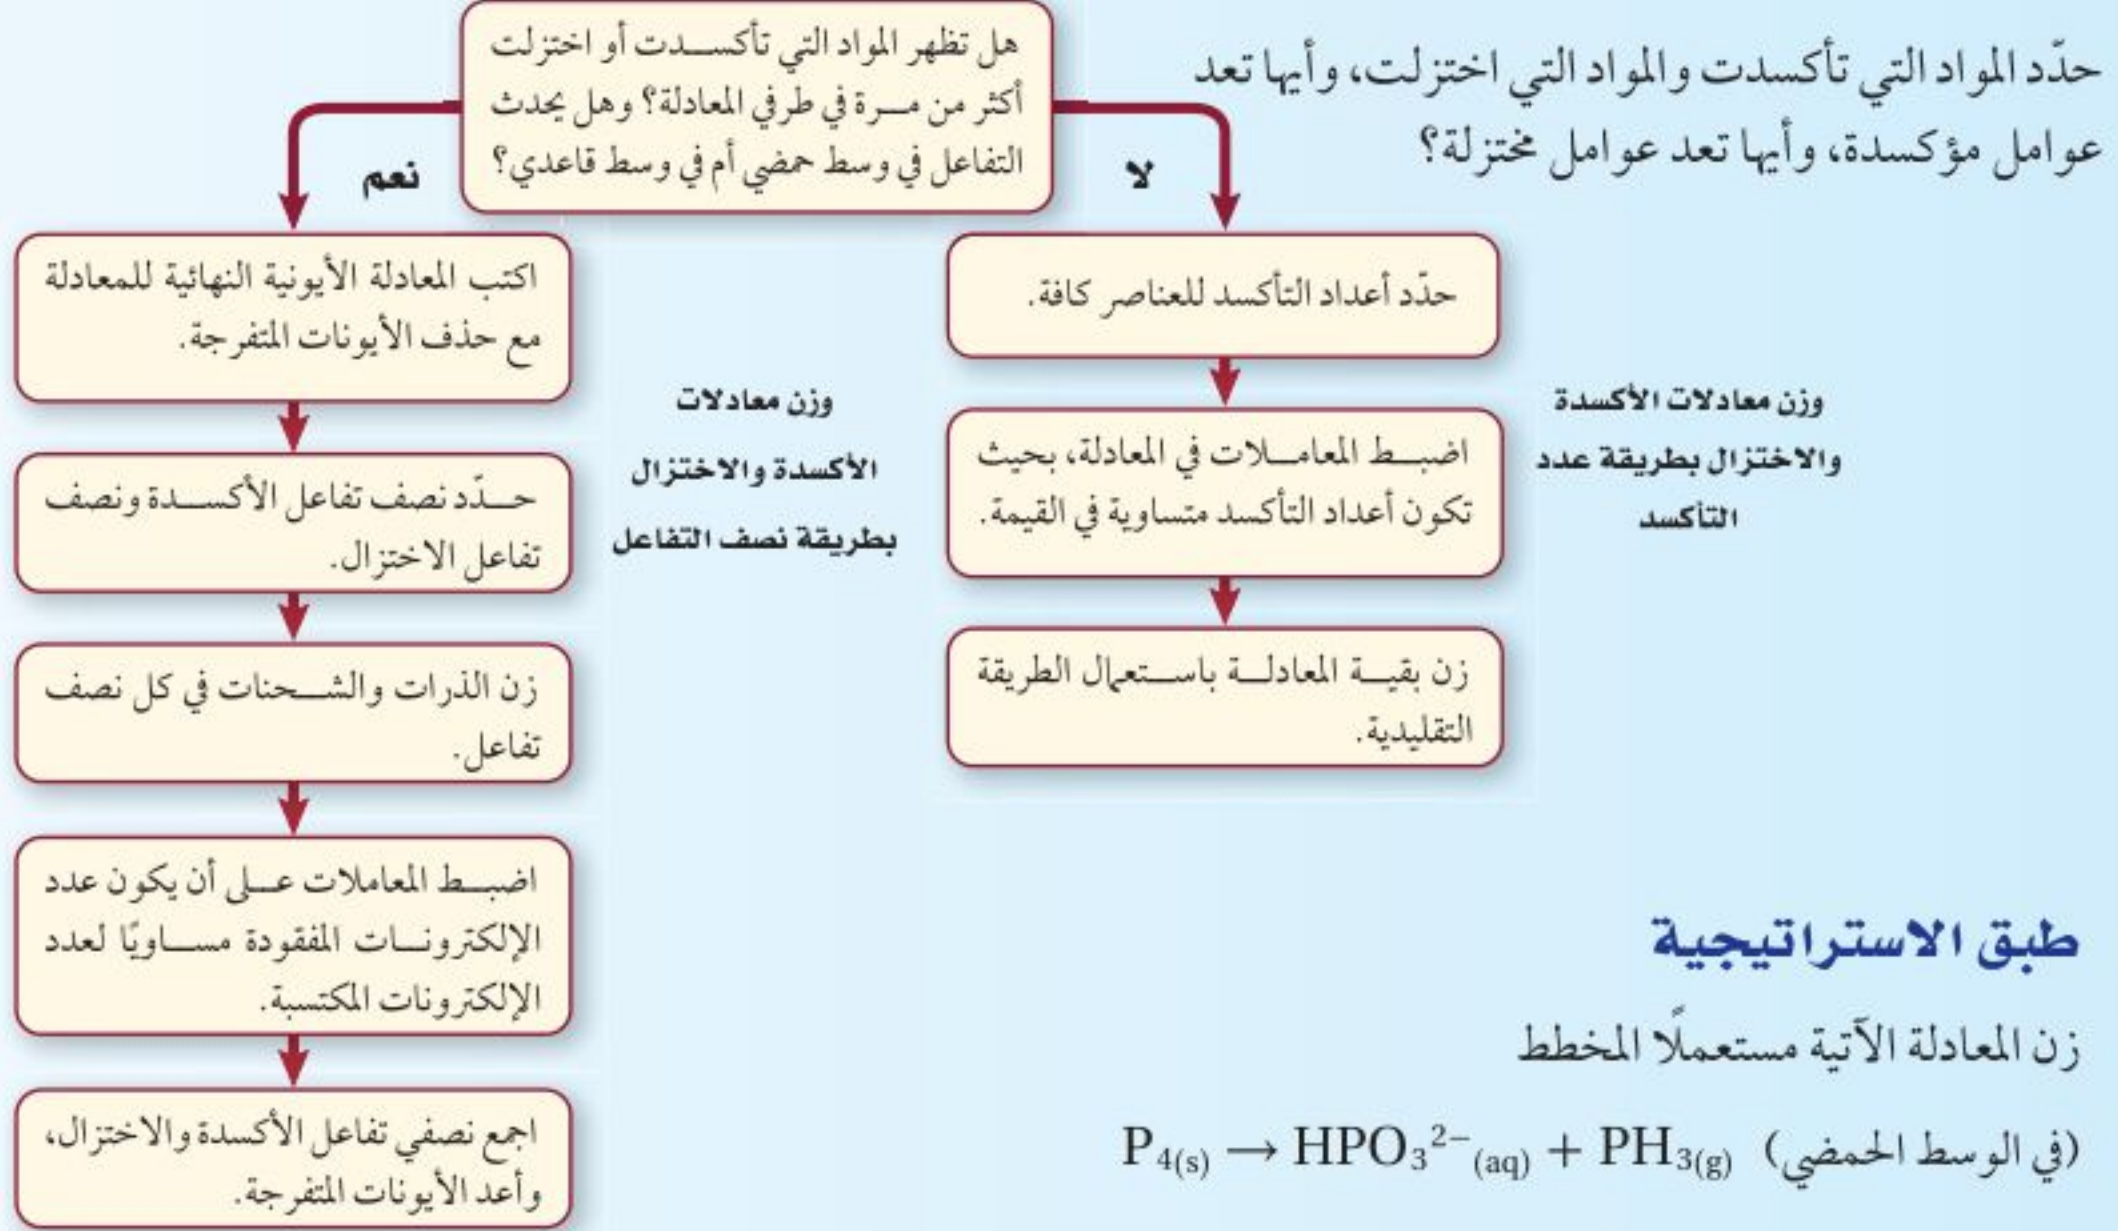 حدّد المواد التي تأكسدت والمواد التي اختزلت، وأيها تعد
عوامل مؤكسدة، وأيها تعد عوامل مختزلة؟
هل تظهر المواد التي تأكسدت أو اختزلت
أكثر من مرة في طرفي المعادلة؟ وهل يحدث
التفاعل في وسط حمضي أم في وسط قاعدي؟
لا
نعم
حدّد أعداد التأكسد للعناصر كافة.
اضبط المعاملات في المعادلة، بحيث
تكون أعداد التأكسد متساوية في القيمة.
زن بقية المعادلة باستعمال الطريقة
التقليدية.
وزن معادلات الأكسدة
والاختزال بطريقة عدد
التأكسد
اكتب المعادلة الأيونية النهائية للمعادلة
مع حذف الأيونات المتفرجة.
حدّد نصف تفاعل الأكسدة ونصف
تفاعل الاختزال.
زن الذرات والشحنات في كل نصف
تفاعل.
اضبط المعاملات على أن يكون عدد
الإلكترونات المفقودة مساويًا لعدد
الإلكترونات المكتسبة.
اجمع نصفي تفاعل الأكسدة والاختزال،
وأعد الأيونات المتفرجة.
وزن معادلات
الأكسدة والاختزال
بطريقة نصف التفاعل
طبق الاستراتيجية
زن المعادلة الآتية مستعملًا المخطط
P₄(s) → HPO₃²⁻(aq) + PH₃(g) (في الوسط الحمضي)